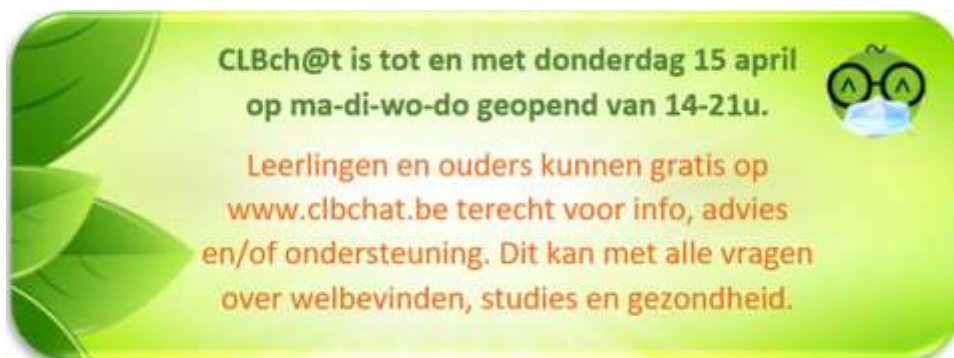 CLBch@t is tot en met donderdag 15 april
op ma-di-wo-do geopend van 14-21u.
Leerlingen en ouders kunnen gratis op
www.clbchat.be terecht voor info, advies
en/of ondersteuning. Dit kan met alle vragen
over welbevinden, studies en gezondheid.